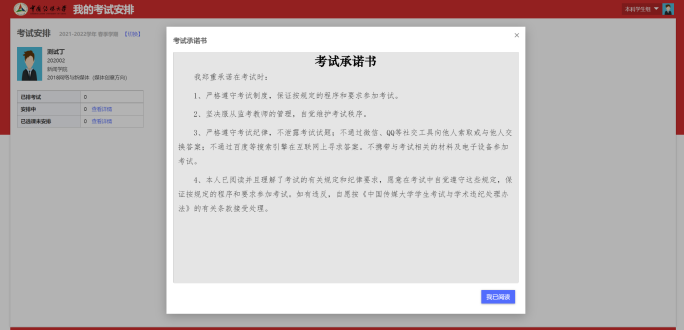 中国传媒大学 我的考试安排
本科学生组
考试安排 2021-2022学年 春季学期 【切换】
测试丁
202002
新闻学院
2018网络与新媒体（媒体创意方向）
已排考试 0
安排中 0 查看详细
已选课未安排 0 查看详细
考试承诺书 ×
考试承诺书
我郑重承诺在考试时：
1、严格遵守考试制度，保证按规定的程序和要求参加考试。
2、坚决服从监考教师的管理，自觉维护考试秩序。
3、严格遵守考试纪律，不泄露考试试题；不通过微信、QQ等社交工具向他人索取或与他人交
换答案；不通过百度等搜索引擎在互联网上寻求答案。不携带与考试相关的材料及电子设备参加
考试。
4、本人已阅读并且理解了考试的有关规定和纪律要求，愿意在考试中自觉遵守这些规定，保
证按规定的程序和要求参加考试。如有违反，自愿按《中国传媒大学学生考试与学术违纪处理办
法》的有关条款接受处理。
我已阅读